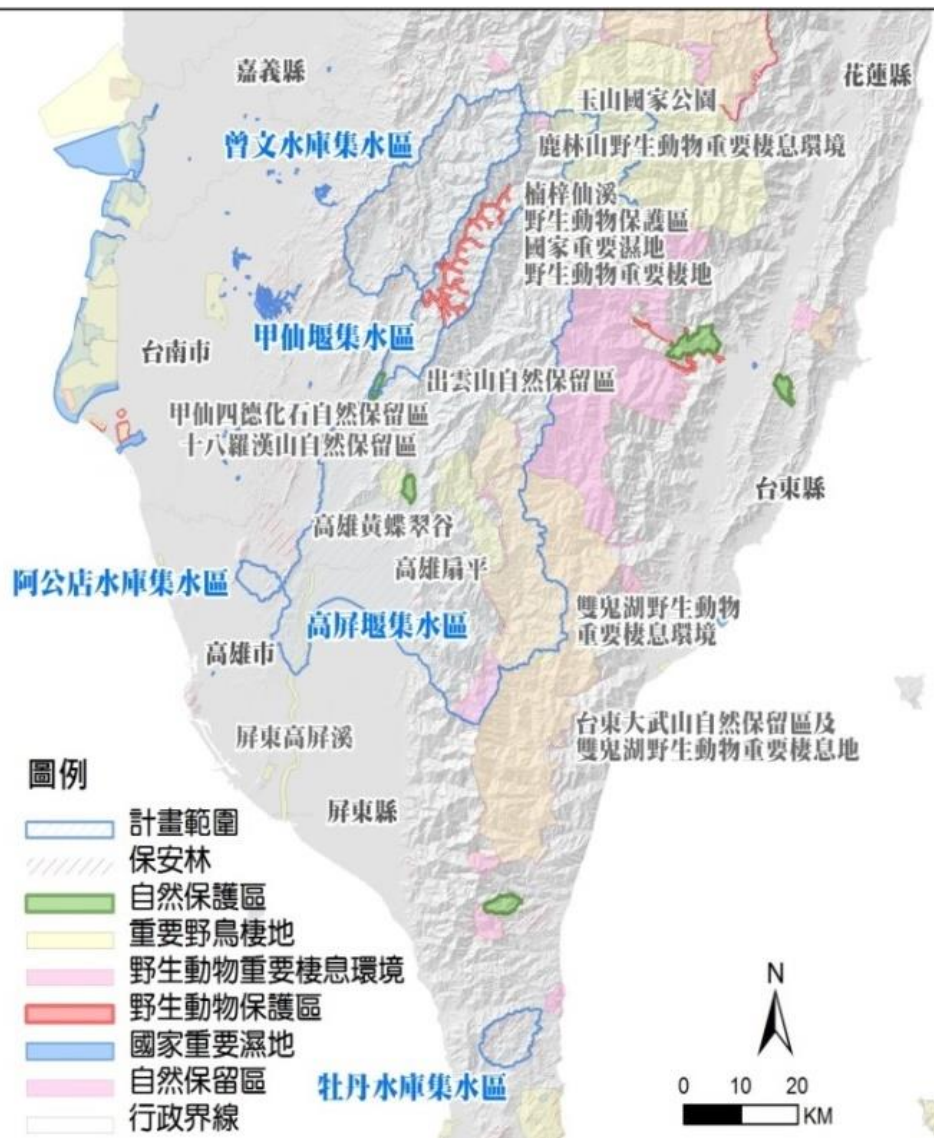 嘉義縣
花蓮縣
玉山國家公園
曾文水庫集水區
鹿林山野生動物重要棲息環境
楠梓仙溪
野生動物保護區
國家重要濕地
野生動物重要棲地
甲仙堰集水區
台南市
出雲山自然保留區
甲仙四德化石自然保留區
十八羅漢山自然保留區
台東縣
高雄黃蝶翠谷
高雄扇平
阿公店水庫集水區
高屏堰集水區
雙鬼湖野生動物
重要棲息環境
高雄市
屏東高屏溪
台東大武山自然保留區及
雙鬼湖野生動物重要棲息地
屏東縣
圖例
計畫範圍
保安林
自然保護區
重要野鳥棲地
野生動物重要棲息環境
野生動物保護區
國家重要濕地
自然保留區
行政界線
牡丹水庫集水區
N
0 10 20
KM